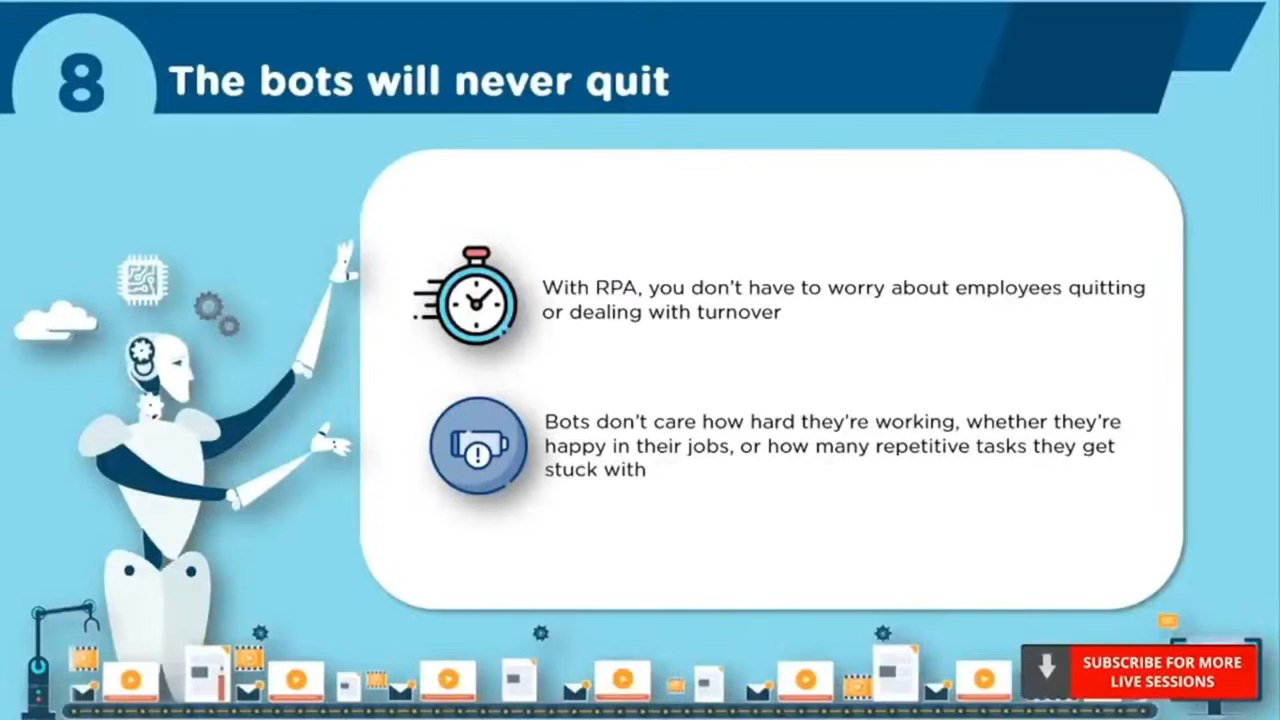 8
The bots will never quit
With RPA, you don't have to worry about employees quitting
or dealing with turnover
Bots don't care how hard they're working, whether they're
happy in their jobs, or how many repetitive tasks they get
stuck with
SUBSCRIBE FOR MORE
LIVE SESSIONS